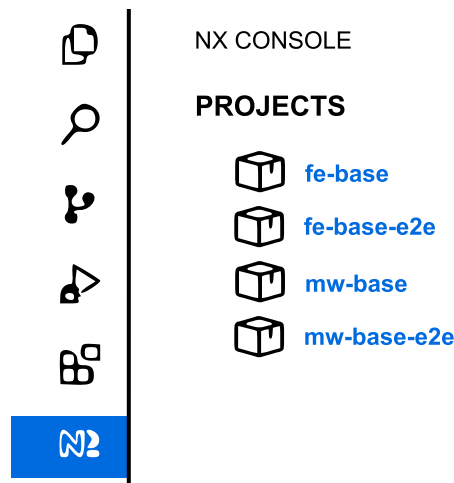 NX CONSOLE
PROJECTS
fe-base
fe-base-e2e
mw-base
mw-base-e2e